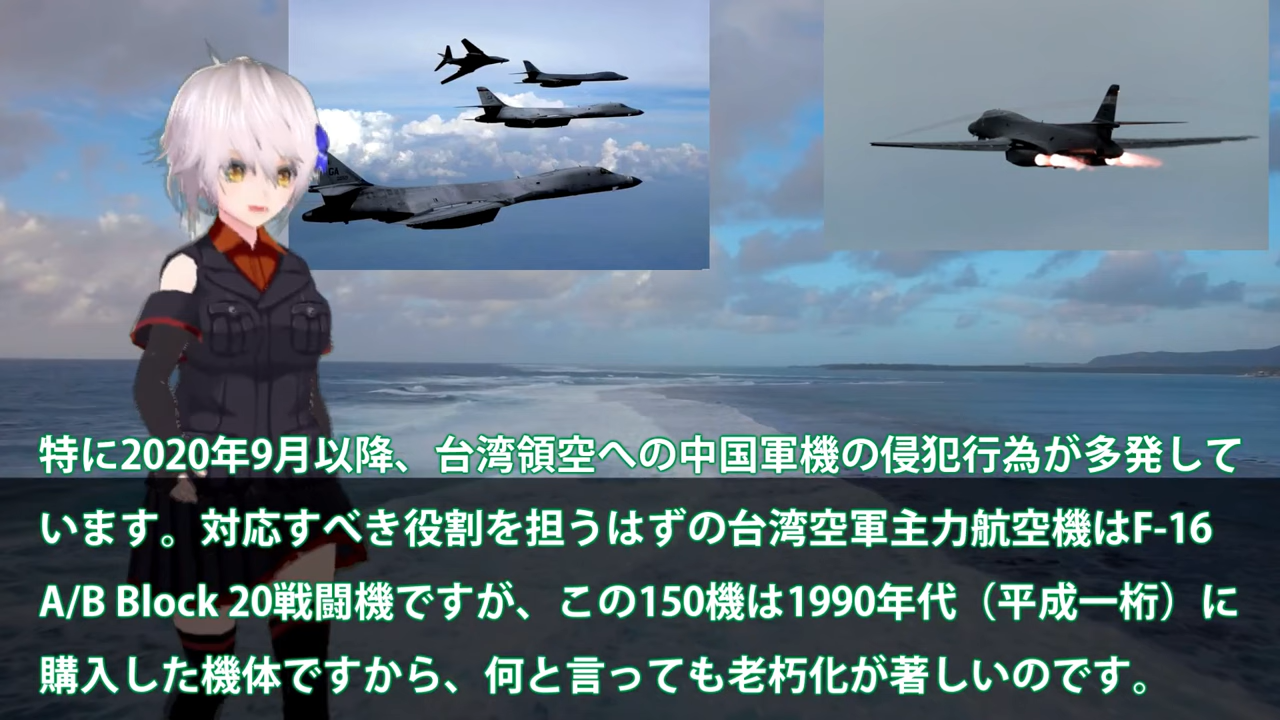 特に2020年9月以降、台湾領空への中国軍機の侵犯行為が多発して
います。対応すべき役割を担うはずの台湾空軍主力航空機はF-16
A/B Block 20戦闘機ですが、この150機は1990年代（平成一桁）に
購入した機体ですから、何と言っても老朽化が著しいのです。